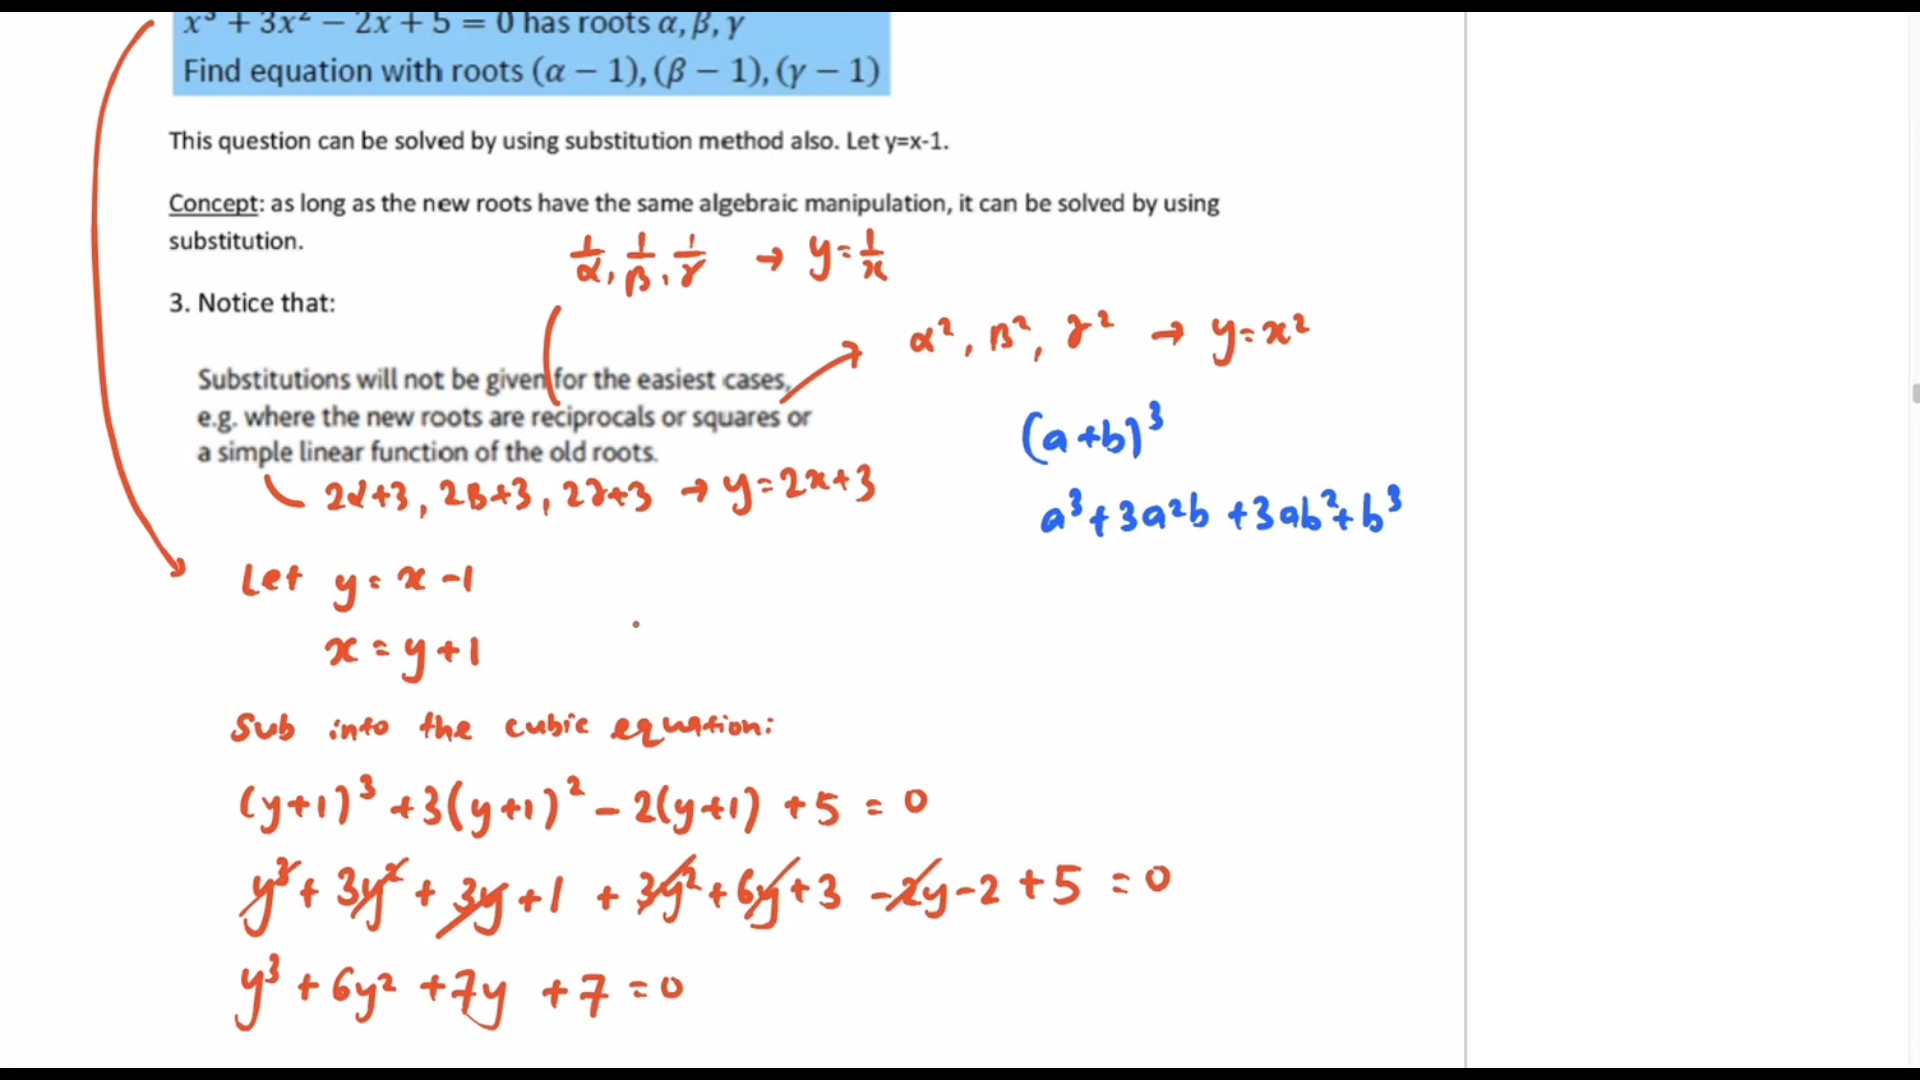 x³ + 3x² − 2x + 5 = 0 has roots α, β, γ
Find equation with roots (α − 1), (β − 1), (γ − 1)
This question can be solved by using substitution method also. Let y=x-1.
Concept: as long as the new roots have the same algebraic manipulation, it can be solved by using
substitution.
1/α, 1/β, 1/γ → y = 1/x
3. Notice that:
α², β², γ² → y = x²
Substitutions will not be given for the easiest cases,
e.g. where the new roots are reciprocals or squares or
a simple linear function of the old roots.
(a+b)³
2α+3, 2β+3, 2γ+3 → y = 2x+3
a³+3a²b+3ab²+b³
Let y = x −1
x = y+1
Sub into the cubic equation:
(y+1)³ + 3(y+1)² − 2(y+1) + 5 = 0
y³ + 3y² + 3y + 1 + 3y² + 6y + 3 − 2y − 2 + 5 = 0
y³ + 6y² + 7y + 7 = 0